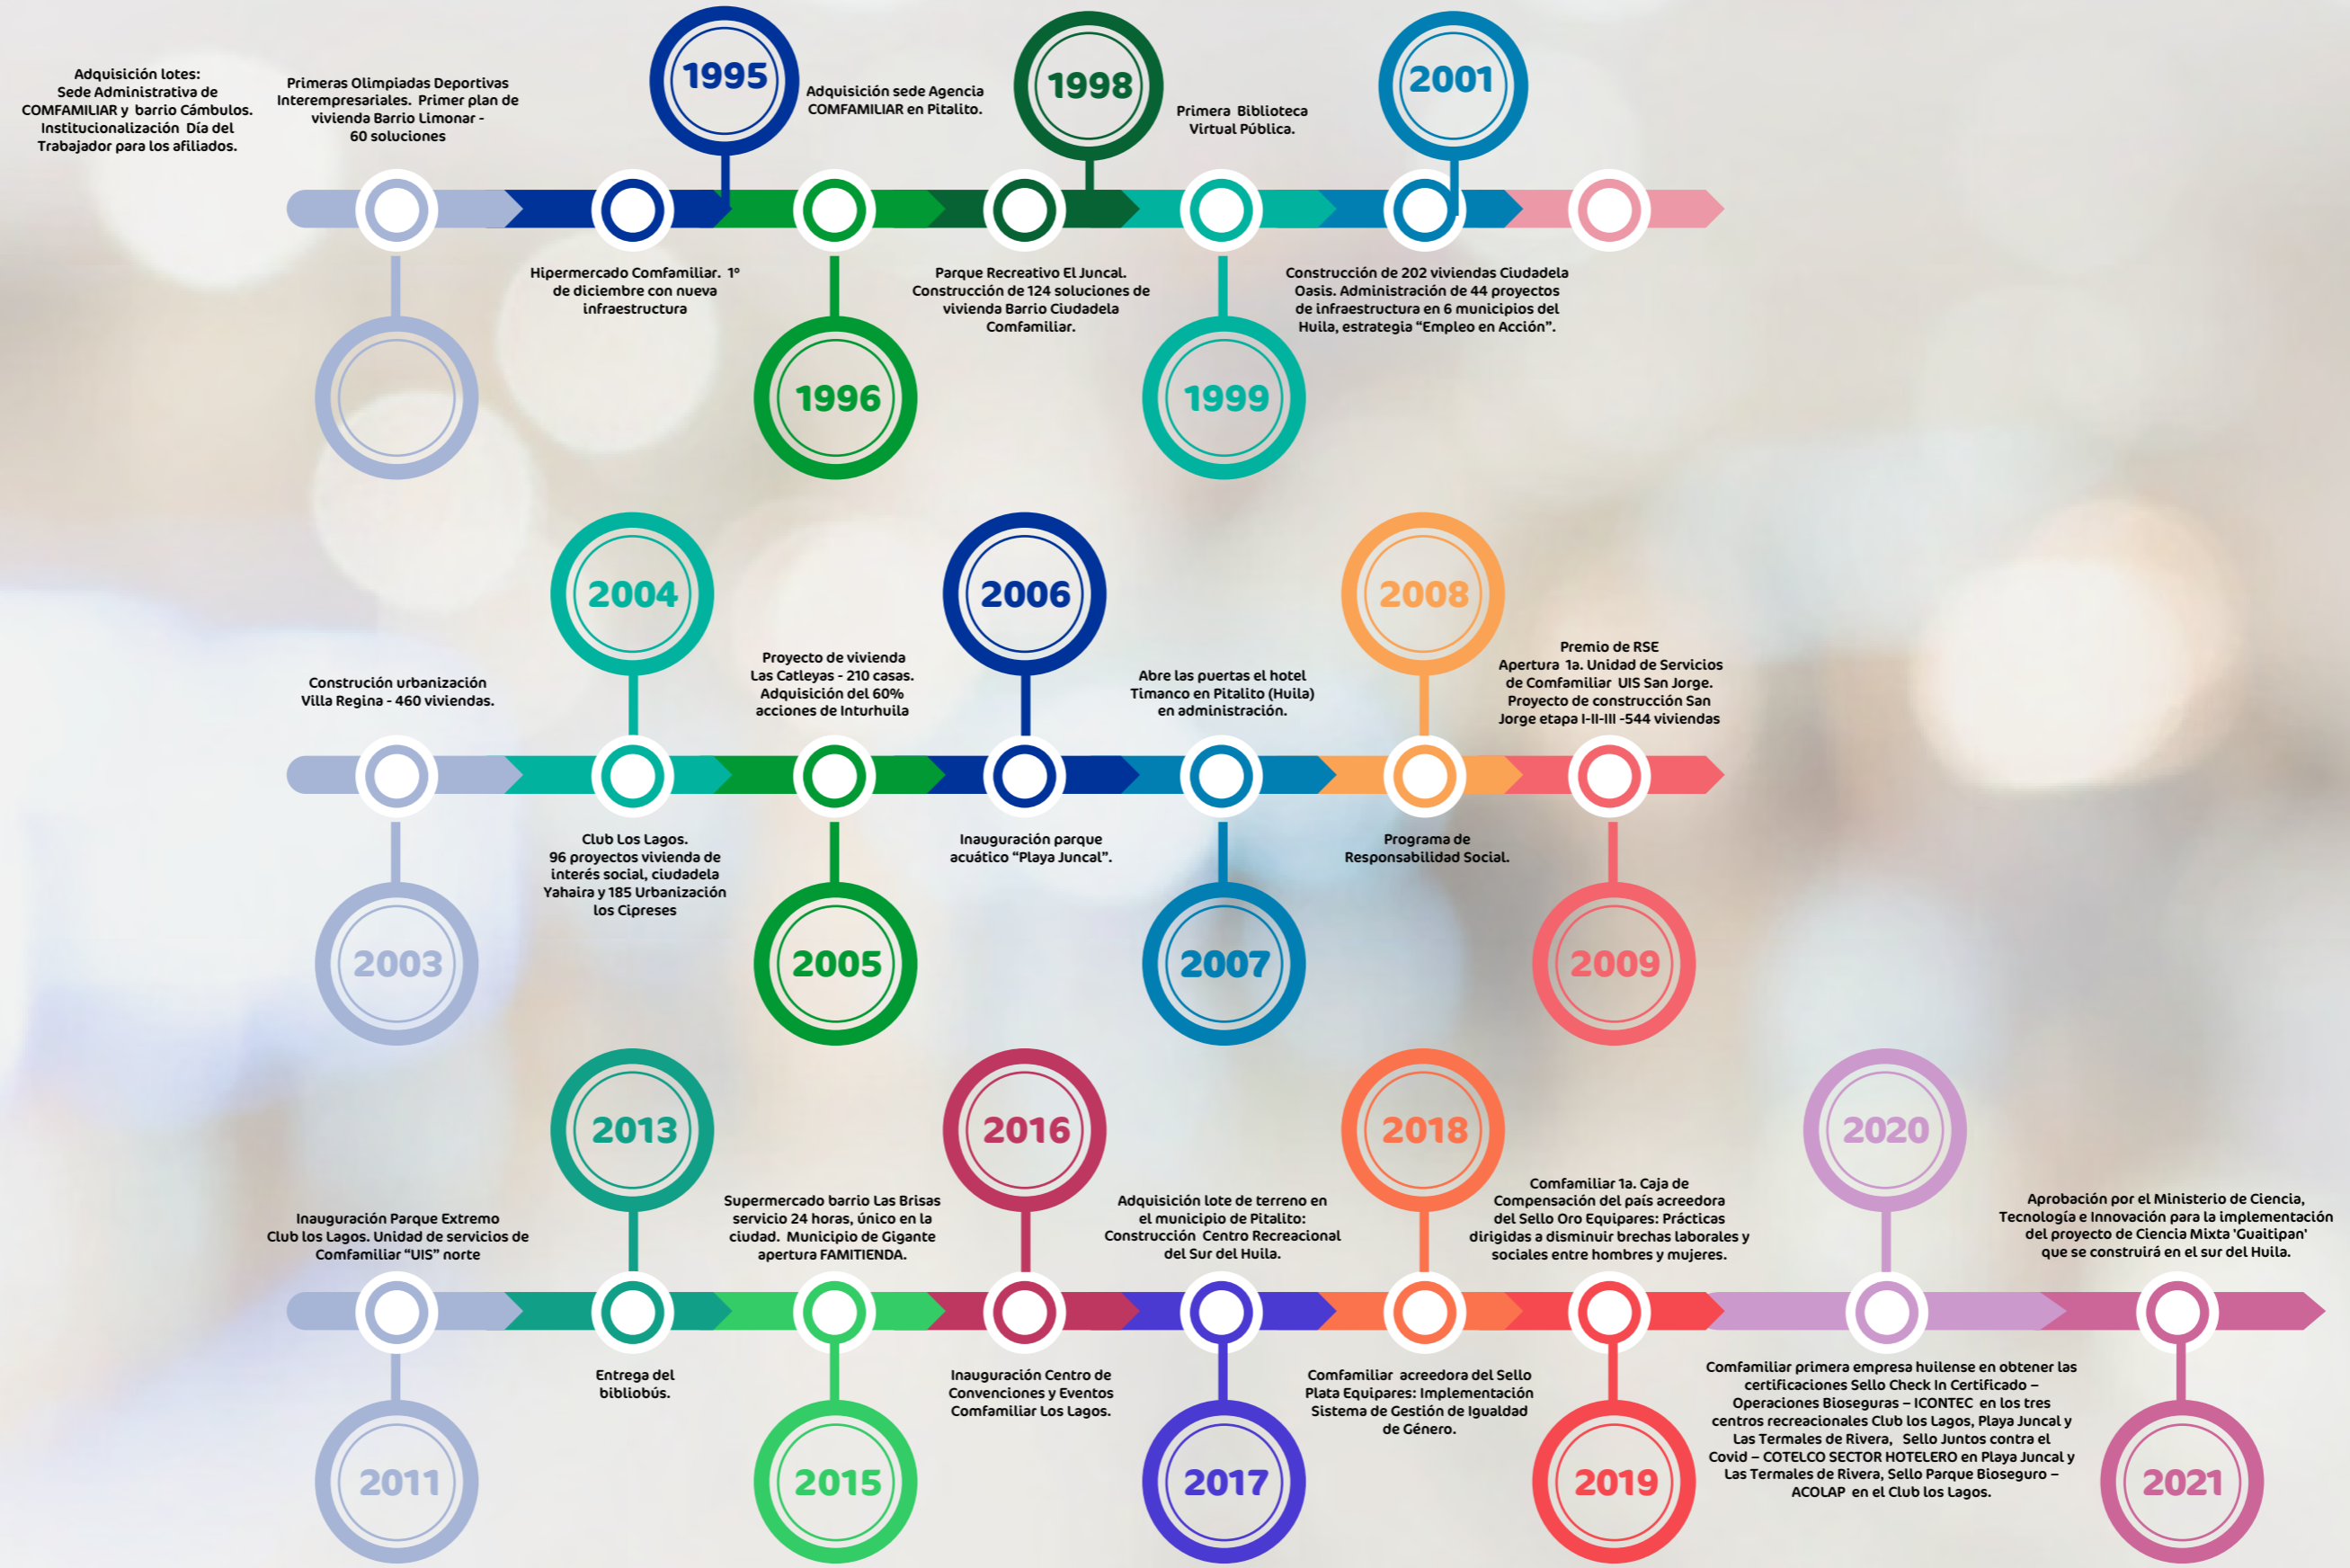 Adquisición lotes:
Sede Administrativa de
COMFAMILIAR y barrio Cámbulos.
Institucionalización Día del
Trabajador para los afiliados.
Primeras Olimpiadas Deportivas
Interempresariales. Primer plan de
vivienda Barrio Limonar -
60 soluciones
1995
Hipermercado Comfamiliar. 1º
de diciembre con nueva
infraestructura
Adquisición sede Agencia
COMFAMILIAR en Pitalito.
1996
1998
Parque Recreativo El Juncal.
Construcción de 124 soluciones de
vivienda Barrio Ciudadela
Comfamiliar.
Primera Biblioteca
Virtual Pública.
1999
2001
Construcción de 202 viviendas Ciudadela
Oasis. Administración de 44 proyectos
de infraestructura en 6 municipios del
Huila, estrategia “Empleo en Acción”.
Construción urbanización
Villa Regina - 460 viviendas.
2003
2004
Club Los Lagos.
96 proyectos vivienda de
interés social, ciudadela
Yahaira y 185 Urbanización
los Cipreses
Proyecto de vivienda
Las Catleyas - 210 casas.
Adquisición del 60%
acciones de Inturhuila
2005
2006
Inauguración parque
acuático “Playa Juncal”.
Abre las puertas el hotel
Timanco en Pitalito (Huila)
en administración.
2007
2008
Programa de
Responsabilidad Social.
Premio de RSE
Apertura 1a. Unidad de Servicios
de Comfamiliar UIS San Jorge.
Proyecto de construcción San
Jorge etapa I-II-III -544 viviendas
2009
Inauguración Parque Extremo
Club los Lagos. Unidad de servicios de
Comfamiliar “UIS” norte
2011
2013
Entrega del
bibliobús.
Supermercado barrio Las Brisas
servicio 24 horas, único en la
ciudad. Municipio de Gigante
apertura FAMITIENDA.
2015
2016
Inauguración Centro de
Convenciones y Eventos
Comfamiliar Los Lagos.
Adquisición lote de terreno en
el municipio de Pitalito:
Construcción Centro Recreacional
del Sur del Huila.
2017
2018
Comfamiliar acreedora del Sello
Plata Equipares: Implementación
Sistema de Gestión de Igualdad
de Género.
Comfamiliar 1a. Caja de
Compensación del país acreedora
del Sello Oro Equipares: Prácticas
dirigidas a disminuir brechas laborales y
sociales entre hombres y mujeres.
2019
2020
Comfamiliar primera empresa huilense en obtener las
certificaciones Sello Check In Certificado –
Operaciones Bioseguras – ICONTEC en los tres
centros recreacionales Club los Lagos, Playa Juncal y
Las Termales de Rivera, Sello Juntos contra el
Covid – COTELCO SECTOR HOTELERO en Playa Juncal y
Las Termales de Rivera, Sello Parque Bioseguro –
ACOLAP en el Club los Lagos.
Aprobación por el Ministerio de Ciencia,
Tecnología e Innovación para la implementación
del proyecto de Ciencia Mixta 'Guaitipan'
que se construirá en el sur del Huila.
2021